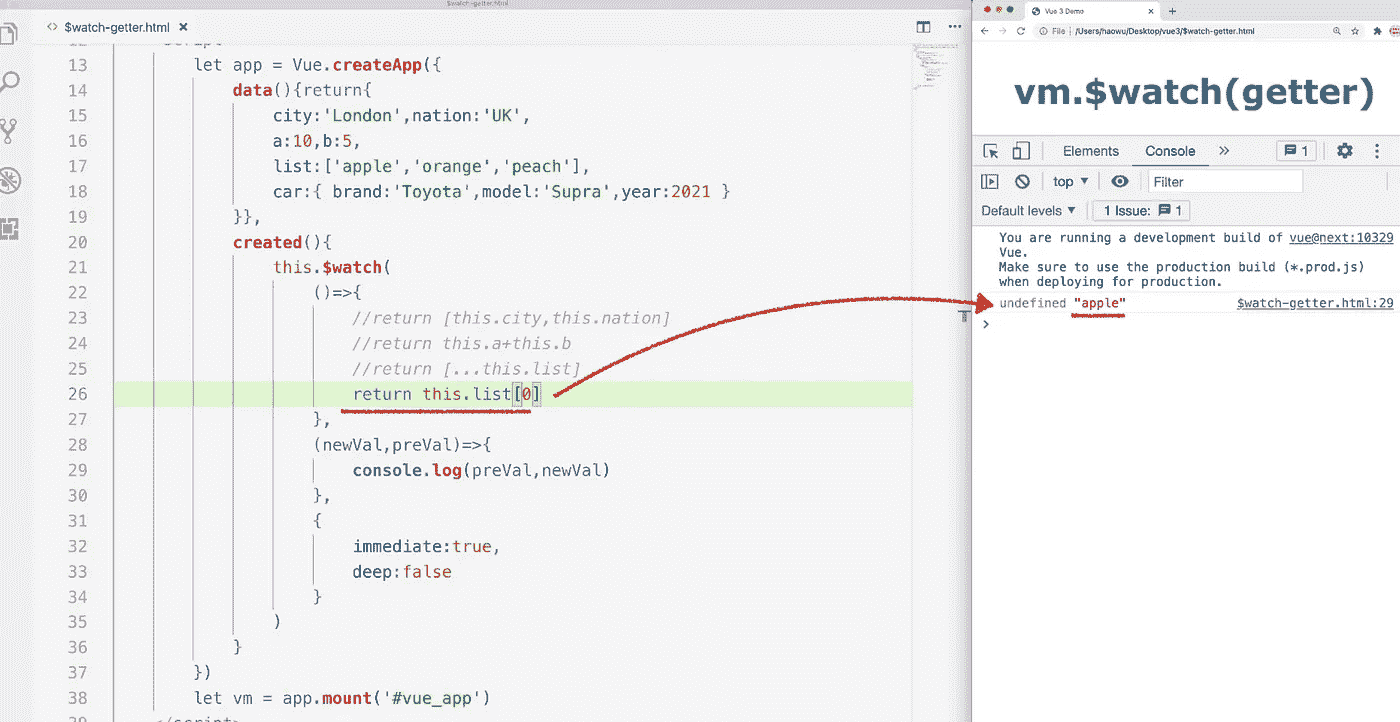 $watch-getter.html
<> $watch-getter.html ×
13 let app = Vue.createApp({
14 data(){return{
15 city:'London',nation:'UK',
16 a:10,b:5,
17 list:['apple','orange','peach'],
18 car:{ brand:'Toyota',model:'Supra',year:2021 }
19 }},
20 created(){
21 this.$watch(
22 ()=>{
23 //return [this.city,this.nation]
24 //return this.a+this.b
25 //return [...this.list]
26 return this.list[0]
27 },
28 (newVal,preVal)=>{
29 console.log(preVal,newVal)
30 },
31 {
32 immediate:true,
33 deep:false
34 }
35 )
36 }
37 })
38 let vm = app.mount('#vue_app')
Vue 3 Demo
File | /Users/haowu/Desktop/vue3/$watch-getter.html
vm.$watch(getter)
Elements Console » 1
top ▼ Filter
Default levels ▼ 1 Issue: 1
You are running a development build of vue@next:10329
Vue.
Make sure to use the production build (*.prod.js)
when deploying for production.
undefined "apple" $watch-getter.html:29
>